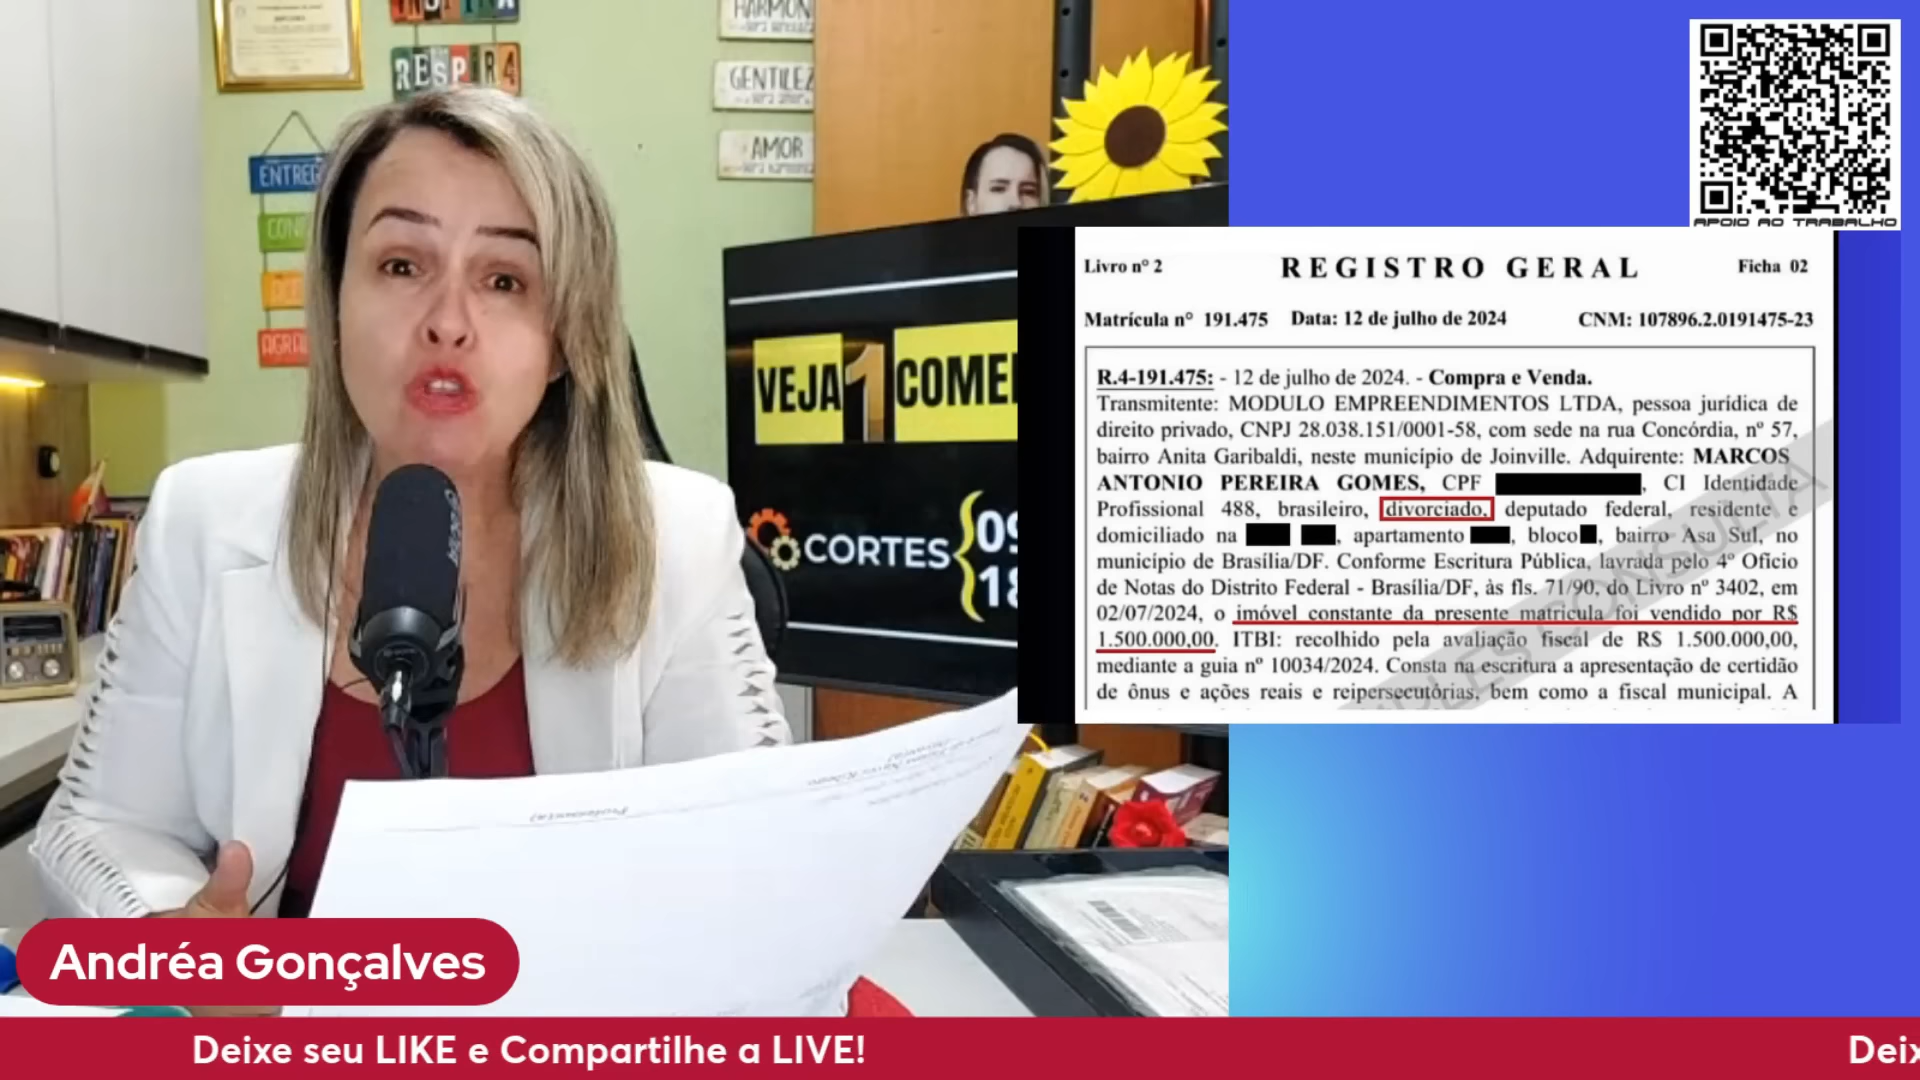 INSPIRA
RESPIR4
HARMON
GENTILEZ
AMOR
ENTREG
CONF
AGRA
VEJA 1 COME
CORTES
09
18
APOIO AO TRABALHO
Livro nº 2
REGISTRO GERAL
Ficha 02
Matrícula nº 191.475
Data: 12 de julho de 2024
CNM: 107896.2.0191475-23
R.4-191.475: - 12 de julho de 2024. - Compra e Venda.
Transmitente: MODULO EMPREENDIMENTOS LTDA, pessoa jurídica de
direito privado, CNPJ 28.038.151/0001-58, com sede na rua Concórdia, nº 57,
bairro Anita Garibaldi, neste município de Joinville. Adquirente: MARCOS
ANTONIO PEREIRA GOMES, CPF , CI Identidade
Profissional 488, brasileiro, divorciado, deputado federal, residente e
domiciliado na , apartamento , bloco , bairro Asa Sul, no
município de Brasília/DF. Conforme Escritura Pública, lavrada pelo 4º Ofício
de Notas do Distrito Federal - Brasília/DF, às fls. 71/90, do Livro nº 3402, em
02/07/2024, o imóvel constante da presente matrícula foi vendido por R$
1.500.000,00. ITBI: recolhido pela avaliação fiscal de R$ 1.500.000,00,
mediante a guia nº 10034/2024. Consta na escritura a apresentação de certidão
de ônus e ações reais e reipersecutórias, bem como a fiscal municipal. A
Profissional(s)
Andréa Gonçalves
Deixe seu LIKE e Compartilhe a LIVE!
Deix